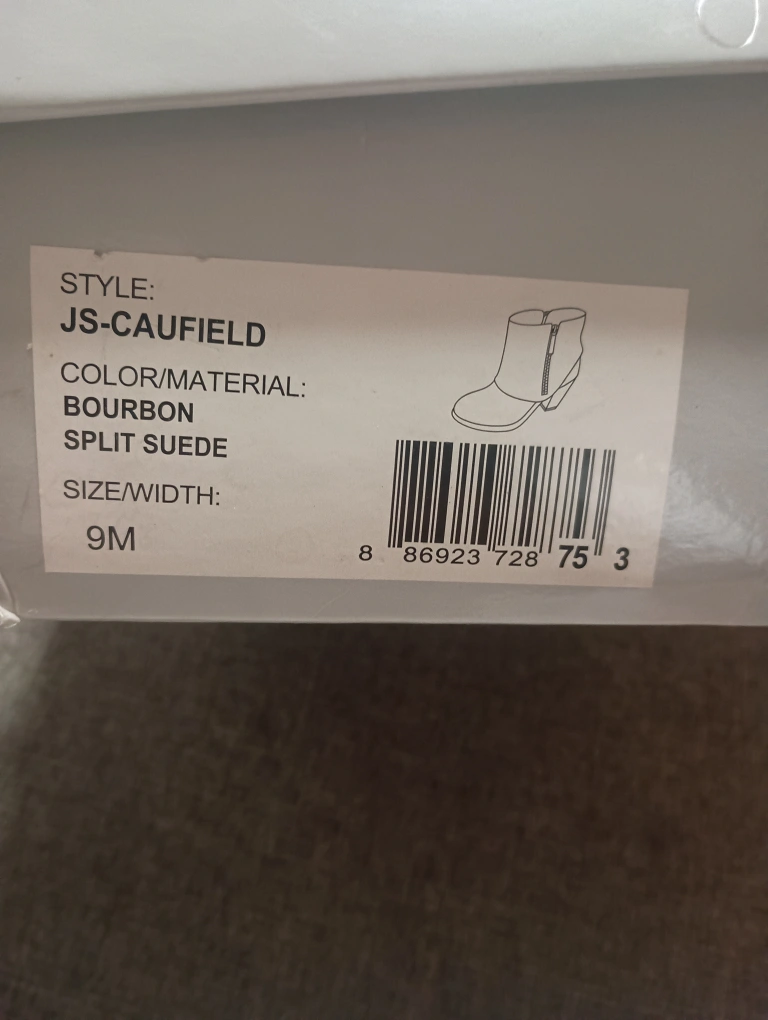 STYLE:
JS-CAUFIELD
COLOR/MATERIAL:
BOURBON
SPLIT SUEDE
SIZE/WIDTH:
9M
8 86923 728 75 3